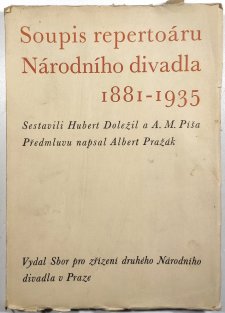 Soupis repertoáru
Národního divadla
1881-1935
Sestavili Hubert Doležil a A. M. Píša
Předmluvu napsal Albert Pražák
Vydal Sbor pro zřízení druhého Národního
divadla v Praze